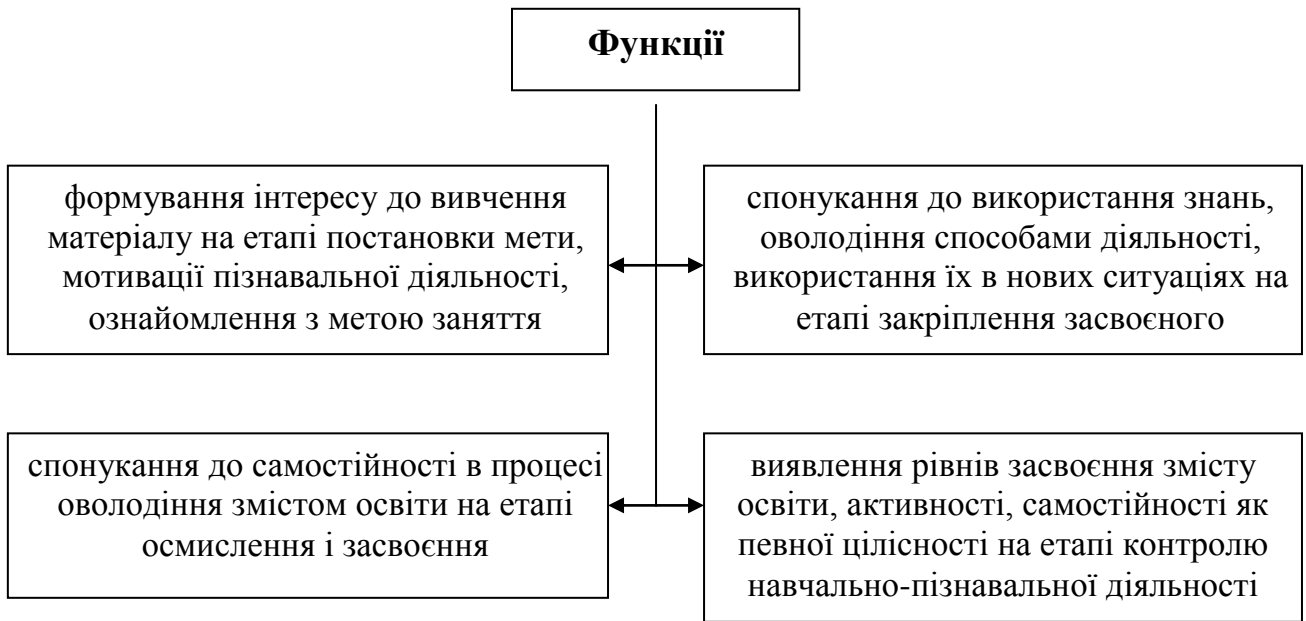 Функції
формування інтересу до вивчення
матеріалу на етапі постановки мети,
мотивації пізнавальної діяльності,
ознайомлення з метою заняття
спонукання до використання знань,
оволодіння способами діяльності,
використання їх в нових ситуаціях на
етапі закріплення засвоєного
спонукання до самостійності в процесі
оволодіння змістом освіти на етапі
осмислення і засвоєння
виявлення рівнів засвоєння змісту
освіти, активності, самостійності як
певної цілісності на етапі контролю
навчально-пізнавальної діяльності